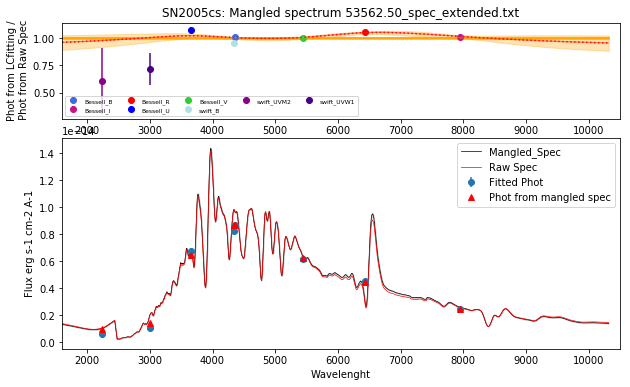 SN2005cs: Mangled spectrum 53562.50_spec_extended.txt
Phot from LCfitting /
Phot from Raw Spec
1.00
0.75
0.50
Bessell_B
Bessell_I
Bessell_R
Bessell_U
Bessell_V
swift_B
swift_UVM2
swift_UVW1
2000 3000 4000 5000 6000 7000 8000 9000 10000
1e−14
Flux erg s-1 cm-2 A-1
1.4
1.2
1.0
0.8
0.6
0.4
0.2
0.0
Mangled_Spec
Raw Spec
Fitted Phot
Phot from mangled spec
2000 3000 4000 5000 6000 7000 8000 9000 10000
Wavelenght